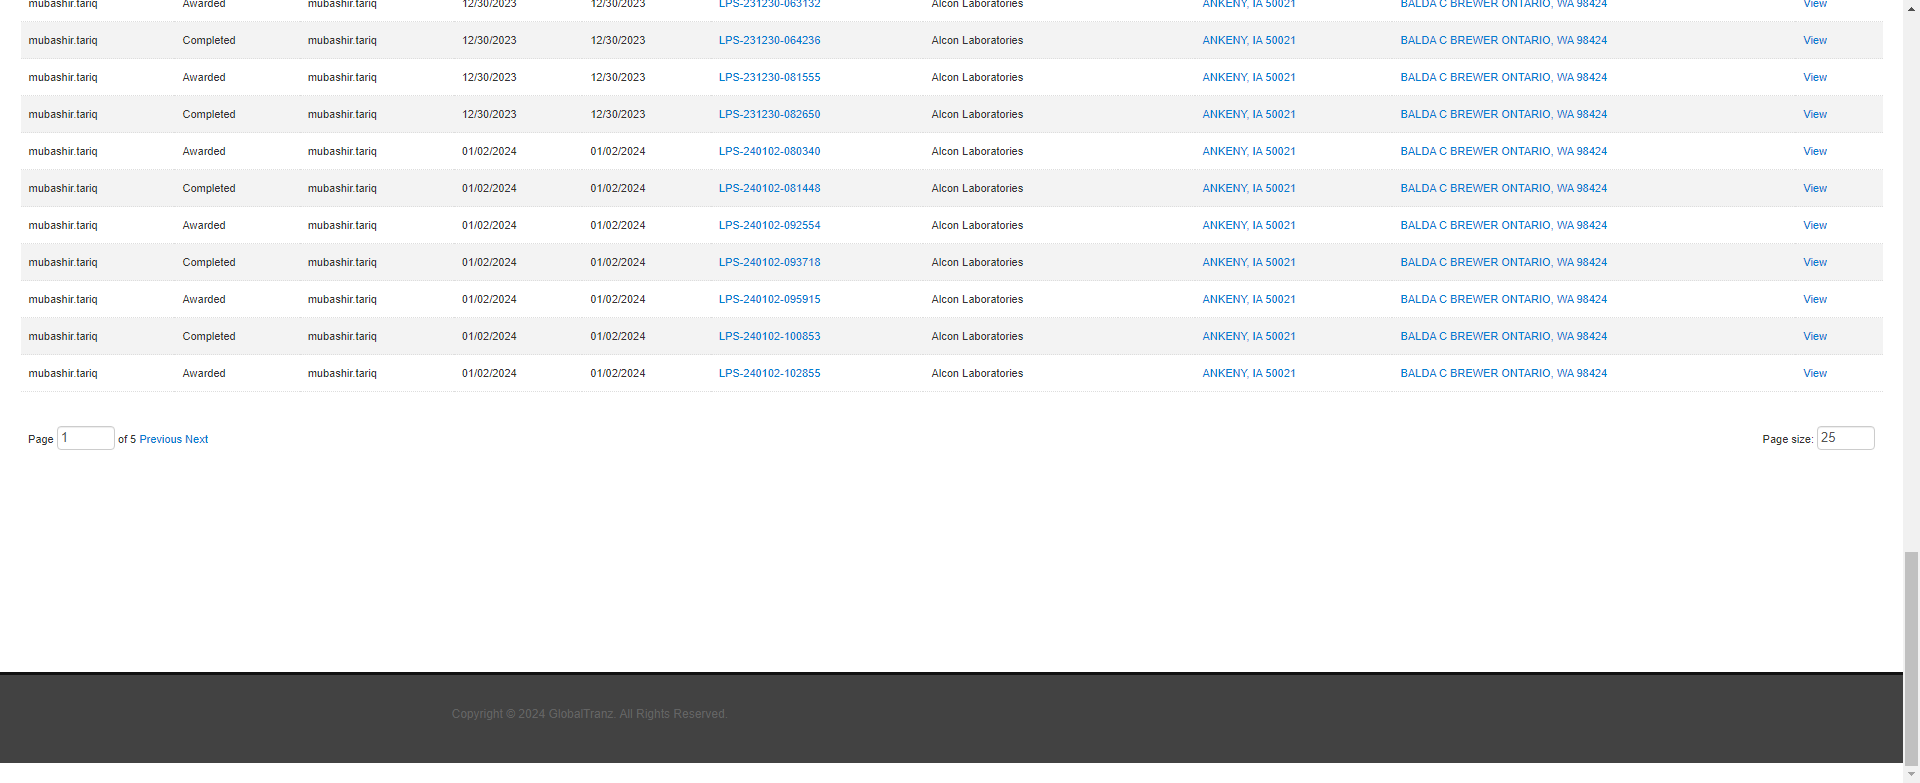 mubashir.tariq Awarded mubashir.tariq 12/30/2023 12/30/2023 LPS-231230-063132 Alcon Laboratories ANKENY, IA 50021 BALDA C BREWER ONTARIO, WA 98424 View
mubashir.tariq Completed mubashir.tariq 12/30/2023 12/30/2023 LPS-231230-064236 Alcon Laboratories ANKENY, IA 50021 BALDA C BREWER ONTARIO, WA 98424 View
mubashir.tariq Awarded mubashir.tariq 12/30/2023 12/30/2023 LPS-231230-081555 Alcon Laboratories ANKENY, IA 50021 BALDA C BREWER ONTARIO, WA 98424 View
mubashir.tariq Completed mubashir.tariq 12/30/2023 12/30/2023 LPS-231230-082650 Alcon Laboratories ANKENY, IA 50021 BALDA C BREWER ONTARIO, WA 98424 View
mubashir.tariq Awarded mubashir.tariq 01/02/2024 01/02/2024 LPS-240102-080340 Alcon Laboratories ANKENY, IA 50021 BALDA C BREWER ONTARIO, WA 98424 View
mubashir.tariq Completed mubashir.tariq 01/02/2024 01/02/2024 LPS-240102-081448 Alcon Laboratories ANKENY, IA 50021 BALDA C BREWER ONTARIO, WA 98424 View
mubashir.tariq Awarded mubashir.tariq 01/02/2024 01/02/2024 LPS-240102-092554 Alcon Laboratories ANKENY, IA 50021 BALDA C BREWER ONTARIO, WA 98424 View
mubashir.tariq Completed mubashir.tariq 01/02/2024 01/02/2024 LPS-240102-093718 Alcon Laboratories ANKENY, IA 50021 BALDA C BREWER ONTARIO, WA 98424 View
mubashir.tariq Awarded mubashir.tariq 01/02/2024 01/02/2024 LPS-240102-095915 Alcon Laboratories ANKENY, IA 50021 BALDA C BREWER ONTARIO, WA 98424 View
mubashir.tariq Completed mubashir.tariq 01/02/2024 01/02/2024 LPS-240102-100853 Alcon Laboratories ANKENY, IA 50021 BALDA C BREWER ONTARIO, WA 98424 View
mubashir.tariq Awarded mubashir.tariq 01/02/2024 01/02/2024 LPS-240102-102855 Alcon Laboratories ANKENY, IA 50021 BALDA C BREWER ONTARIO, WA 98424 View
Page 1 of 5 Previous Next Page size: 25
Copyright © 2024 GlobalTranz. All Rights Reserved.